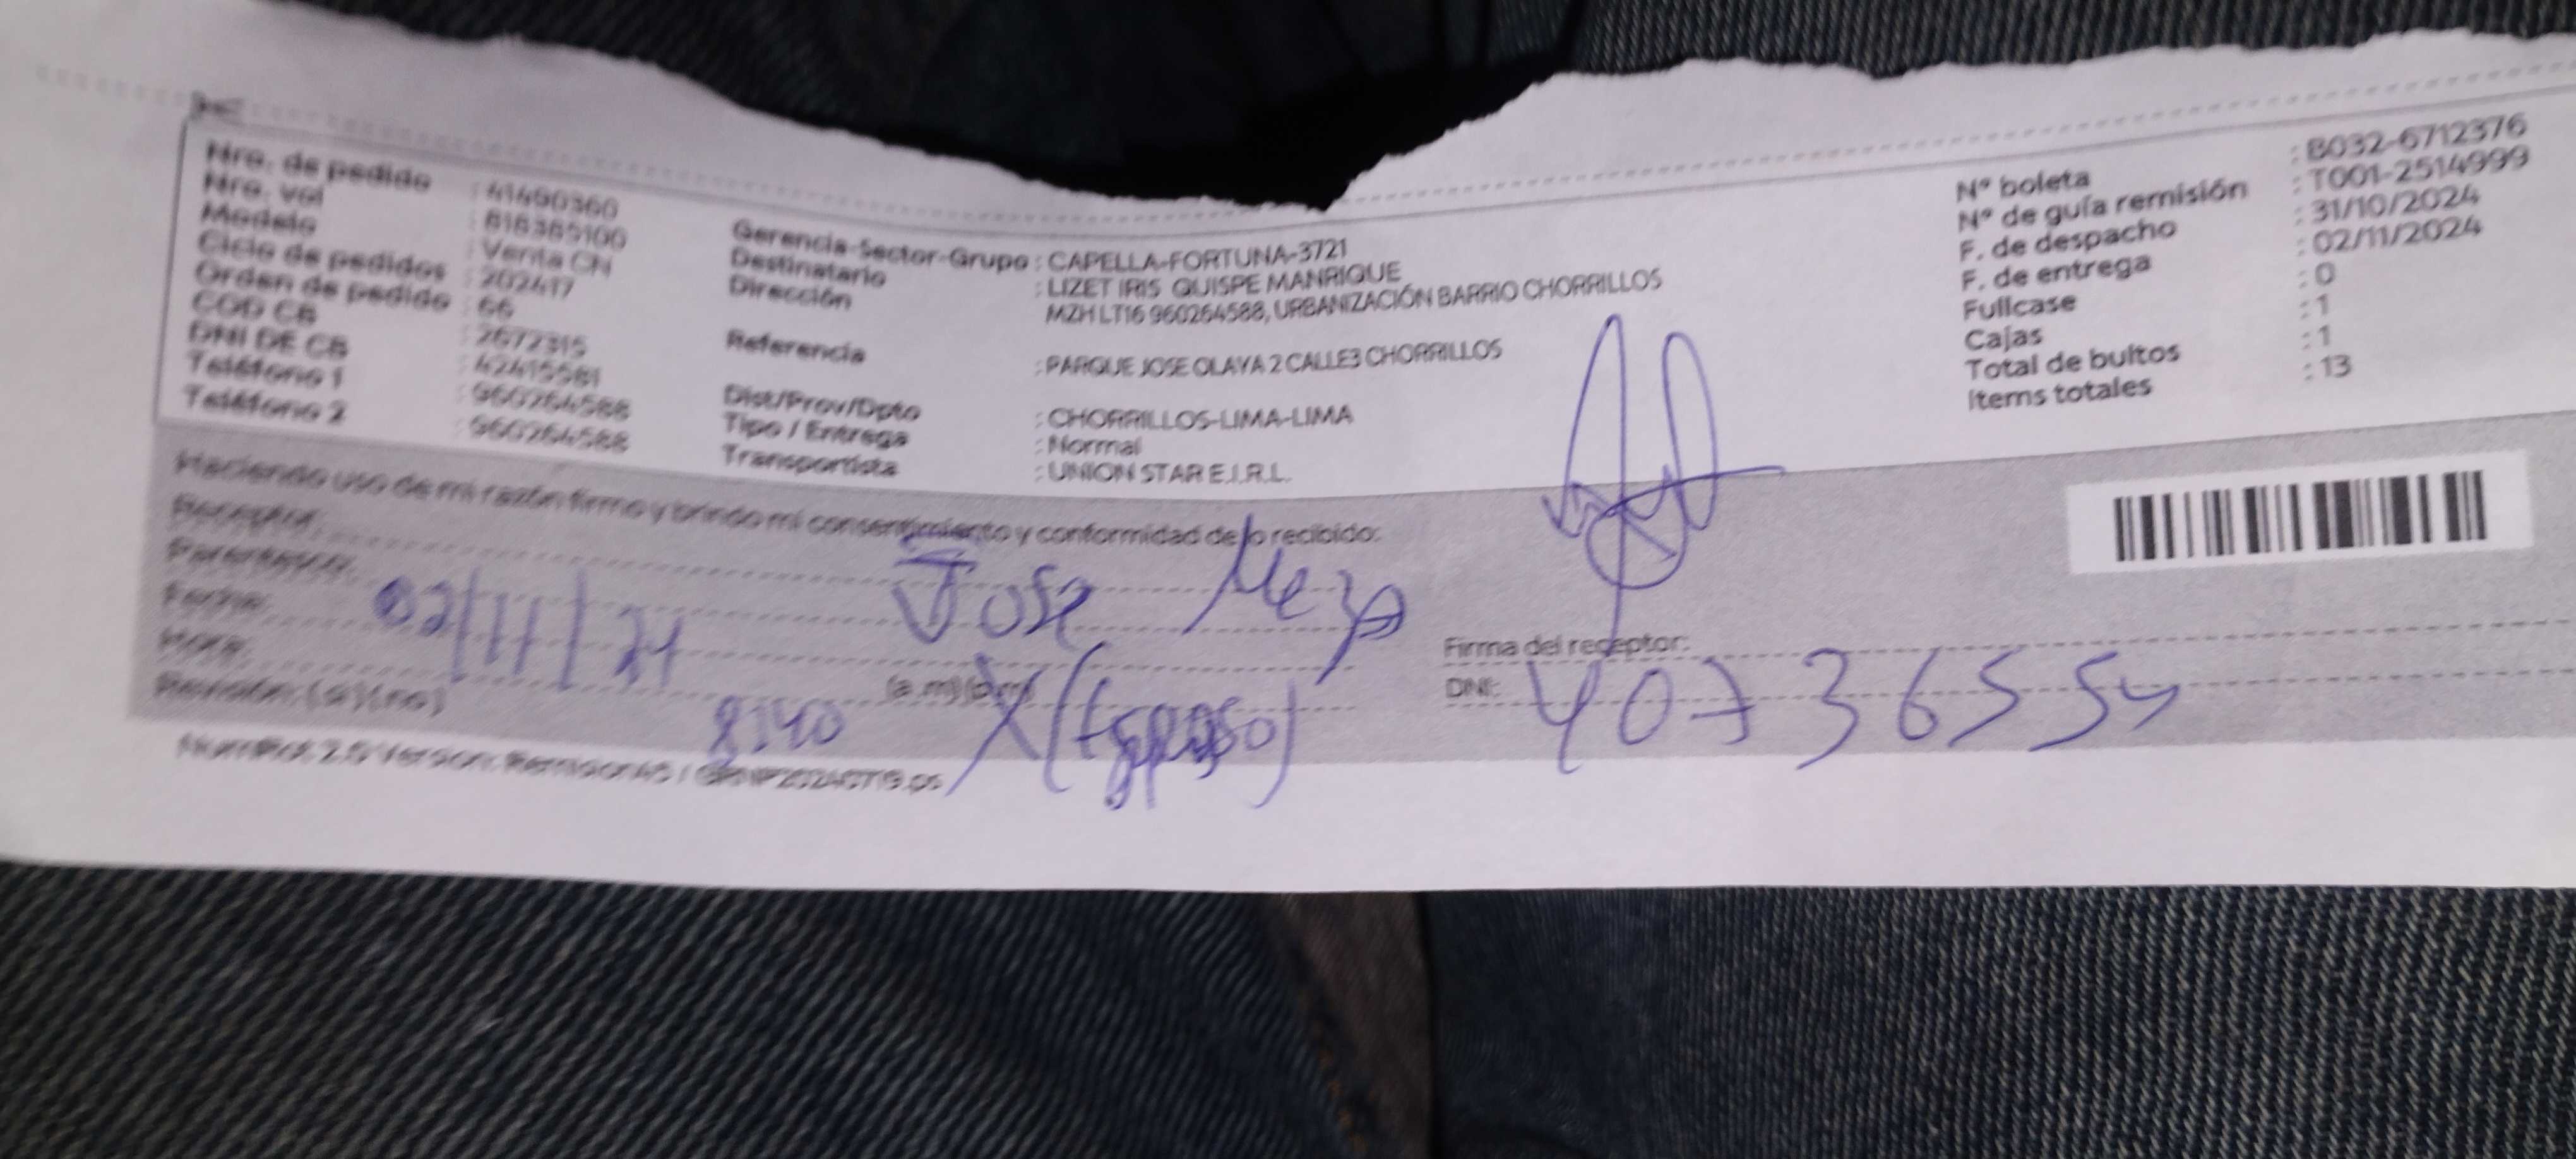 Nro. de pedido : 41490360
Nro. vol : 818385100
Modelo : Venta CN
Ciclo de pedidos : 202417
Orden de pedido : 66
COD CB : 2672315
DNI DE CB : 42415581
Teléfono 1 : 960264588
Teléfono 2 : 960264588
Gerencia-Sector-Grupo : CAPELLA-FORTUNA-3721
Destinatario : LIZET IRIS QUISPE MANRIQUE
Dirección MZH LT16 960264588, URBANIZACIÓN BARRIO CHORRILLOS
Referencia : PARQUE JOSE OLAYA 2 CALLE3 CHORRILLOS
Dist/Prov/Dpto : CHORRILLOS-LIMA-LIMA
Tipo / Entrega : Normal
Transportista : UNION STAR E.I.R.L.
N° boleta : B032-6712376
N° de guía remisión : T001-2514999
F. de despacho : 31/10/2024
F. de entrega : 02/11/2024
Fullcase : 0
Cajas : 1
Total de bultos : 1
Items totales : 13
Haciendo uso de mi razón firmo y brindo mi consentimiento y conformidad de lo recibido:
Receptor: Jose Meza
Parentesco: (Esposo)
Fecha: 02/11/24
Hora: 8:40 (a.m)(p.m)
Revisión: (si)(no)
Firma del receptor:
DNI: 40736554